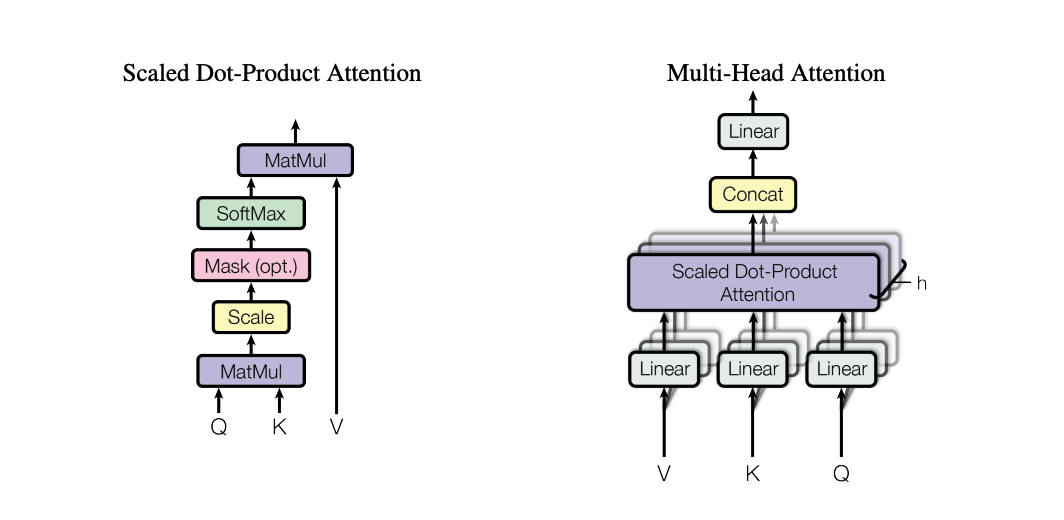 Scaled Dot-Product Attention
MatMul
SoftMax
Mask (opt.)
Scale
MatMul
Q K V
Multi-Head Attention
Linear
Concat
Scaled Dot-Product
Attention
h
Linear Linear Linear
V K Q